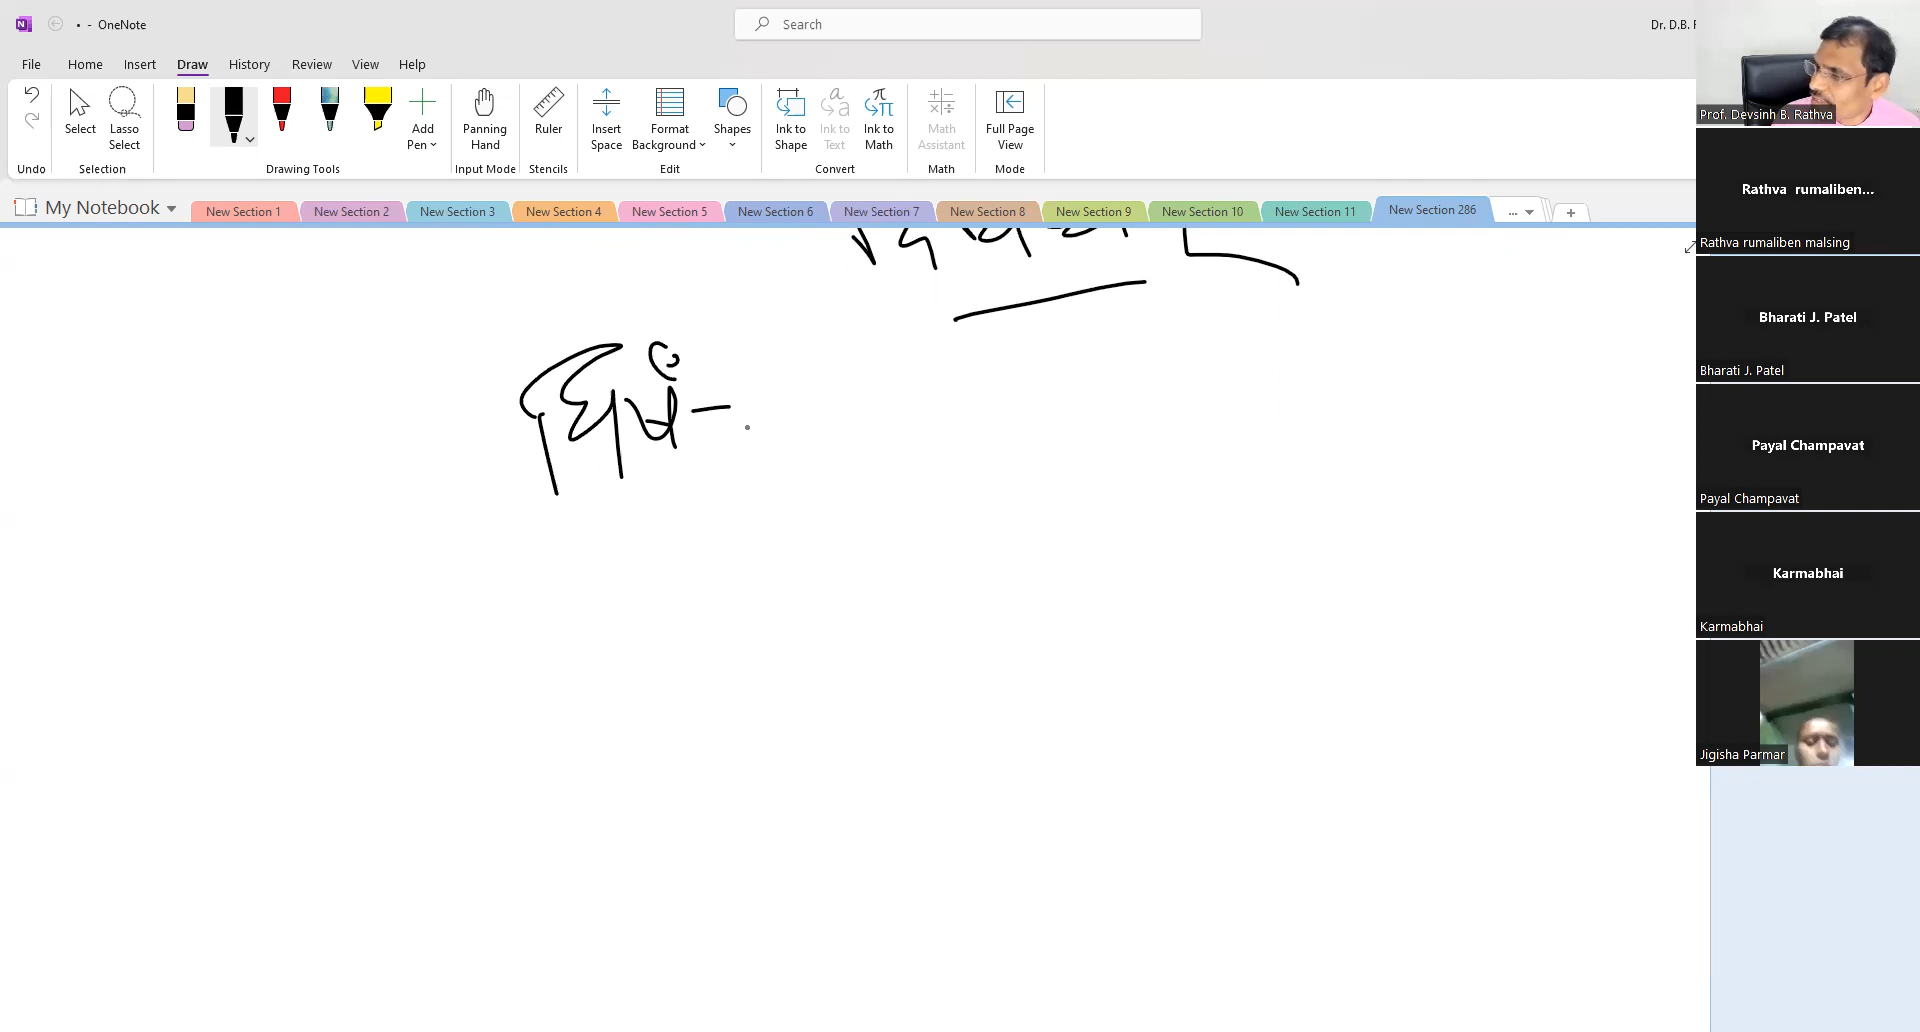 • - OneNote
Search
Dr. D.B. R
File Home Insert Draw History Review View Help
Undo
Select
Lasso Select
Selection
Add Pen
Drawing Tools
Panning Hand
Input Mode
Ruler
Stencils
Insert Space
Format Background
Shapes
Edit
Ink to Shape
Ink to Text
Ink to Math
Convert
Math Assistant
Math
Full Page View
Mode
My Notebook
New Section 1 New Section 2 New Section 3 New Section 4 New Section 5 New Section 6 New Section 7 New Section 8 New Section 9 New Section 10 New Section 11 New Section 286 ...
Prof. Devsinh B. Rathva
Rathva rumaliben...
Rathva rumaliben malsing
Bharati J. Patel
Bharati J. Patel
Payal Champavat
Payal Champavat
Karmabhai
Karmabhai
Jigisha Parmar